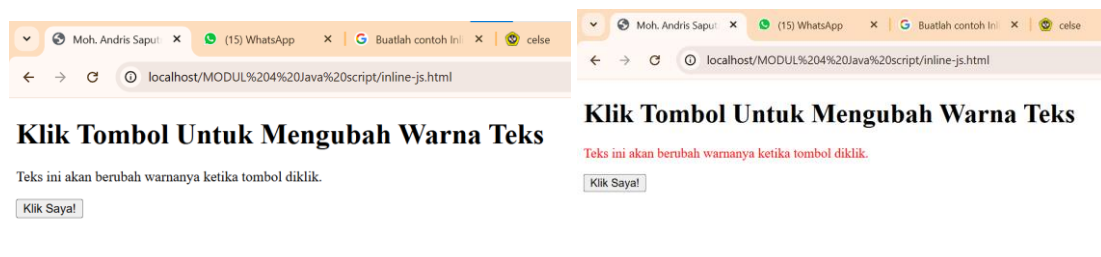 Moh. Andris Saput
(15) WhatsApp
Buatlah contoh Inli
celse
localhost/MODUL%204%20Java%20script/inline-js.html
Klik Tombol Untuk Mengubah Warna Teks
Teks ini akan berubah warnanya ketika tombol diklik.
Klik Saya!
Moh. Andris Saput
(15) WhatsApp
Buatlah contoh Inli
celse
localhost/MODUL%204%20Java%20script/inline-js.html
Klik Tombol Untuk Mengubah Warna Teks
Teks ini akan berubah warnanya ketika tombol diklik.
Klik Saya!